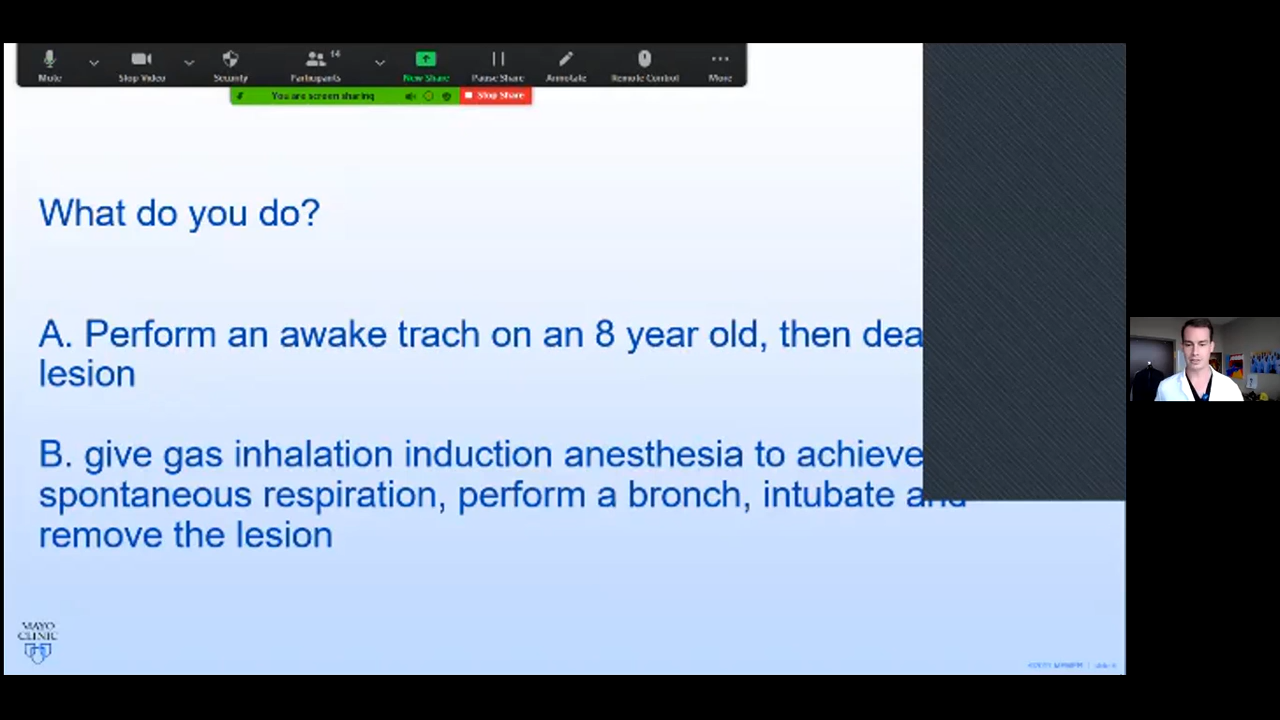 14
Mute
Stop Video
Security
Participants
New Share
Pause Share
Annotate
Remote Control
More
You are screen sharing
Stop Share
What do you do?
A. Perform an awake trach on an 8 year old, then dea
lesion
B. give gas inhalation induction anesthesia to achieve
spontaneous respiration, perform a bronch, intubate and
remove the lesion
MAYO
CLINIC